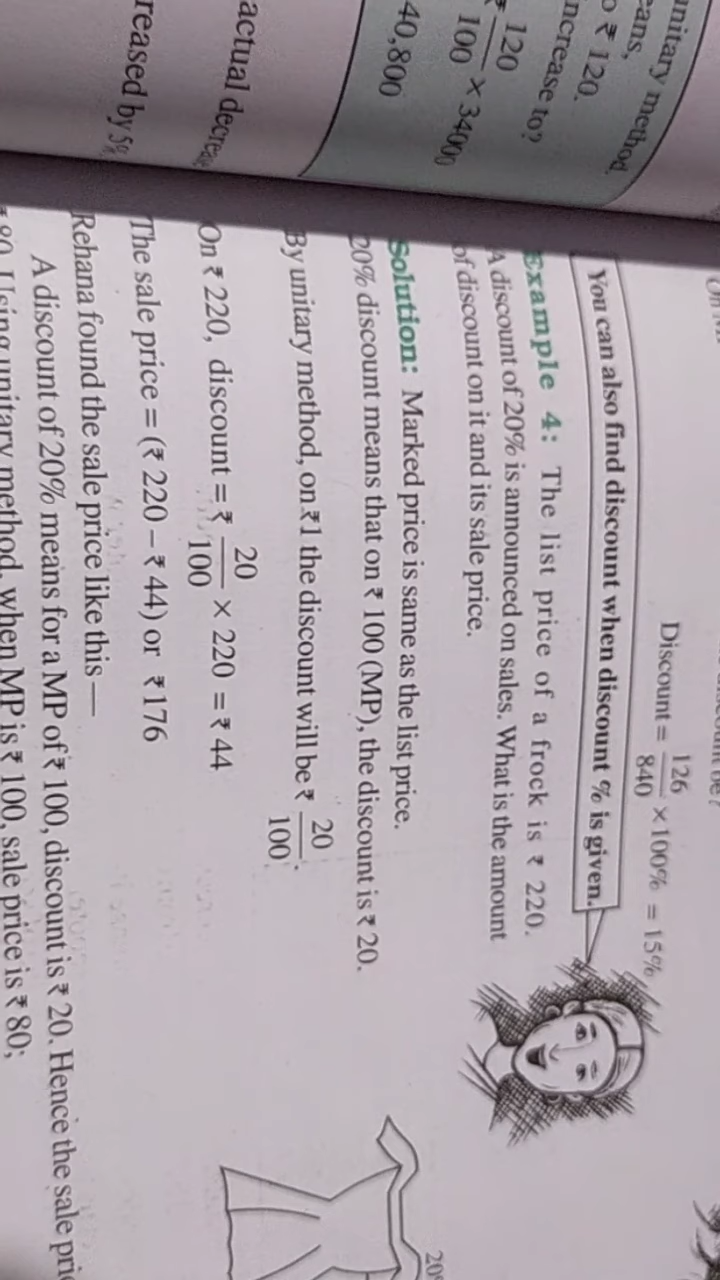 unitary method,
eans,
o ₹ 120.
ncrease to?
₹ 120/100 × 3400
40,800
actual decrea
reased by 5%
Discount = 126/840 × 100% = 15%
You can also find discount when discount % is given.
Example 4: The list price of a frock is ₹ 220.
A discount of 20% is announced on sales. What is the amount
of discount on it and its sale price.
Solution: Marked price is same as the list price.
20% discount means that on ₹ 100 (MP), the discount is ₹ 20.
By unitary method, on ₹1 the discount will be ₹ 20/100.
On ₹ 220, discount = ₹ 20/100 × 220 = ₹ 44
The sale price = (₹ 220 – ₹ 44) or ₹ 176
Rehana found the sale price like this —
A discount of 20% means for a MP of ₹ 100, discount is ₹ 20. Hence the sale pric
₹ 80. Using unitary method, when MP is ₹ 100, sale price is ₹ 80;
20%